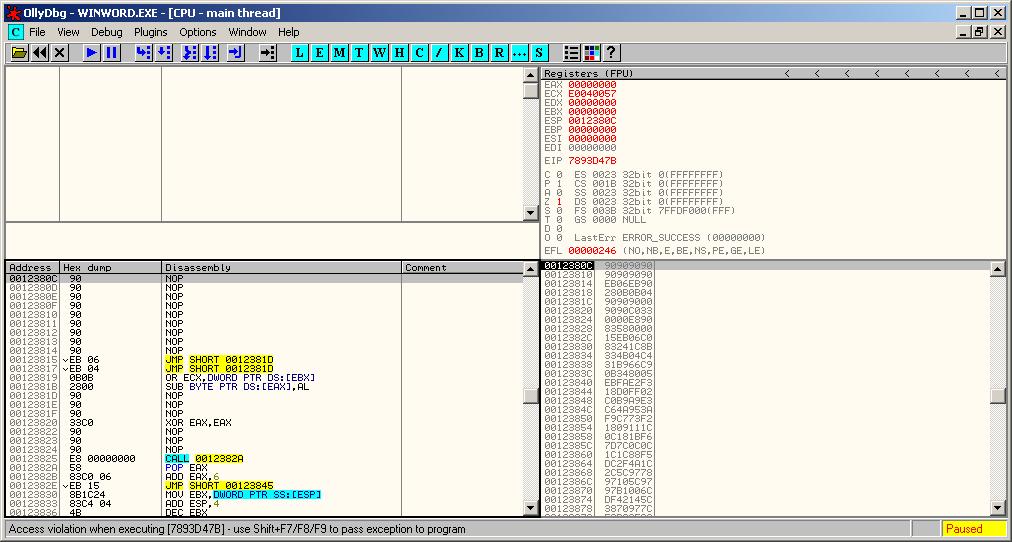 OllyDbg - WINWORD.EXE - [CPU - main thread]
C File View Debug Plugins Options Window Help
L E M T W H C / K B R ... S ?
Registers (FPU) < < < < < < < <
EAX 00000000
ECX E0040057
EDX 00000000
EBX 00000000
ESP 0012380C
EBP 00000000
ESI 00000000
EDI 00000000
EIP 7893D47B
C 0 ES 0023 32bit 0(FFFFFFFF)
P 1 CS 001B 32bit 0(FFFFFFFF)
A 0 SS 0023 32bit 0(FFFFFFFF)
Z 1 DS 0023 32bit 0(FFFFFFFF)
S 0 FS 003B 32bit 7FFDF000(FFF)
T 0 GS 0000 NULL
D 0
O 0 LastErr ERROR_SUCCESS (00000000)
EFL 00000246 (NO,NB,E,BE,NS,PE,GE,LE)
Address Hex dump Disassembly Comment
0012380C 90 NOP
0012380D 90 NOP
0012380E 90 NOP
0012380F 90 NOP
00123810 90 NOP
00123811 90 NOP
00123812 90 NOP
00123813 90 NOP
00123814 90 NOP
00123815 EB 06 JMP SHORT 0012381D
00123817 EB 04 JMP SHORT 0012381D
00123819 0B0B OR ECX,DWORD PTR DS:[EBX]
0012381B 2800 SUB BYTE PTR DS:[EAX],AL
0012381D 90 NOP
0012381E 90 NOP
0012381F 90 NOP
00123820 33C0 XOR EAX,EAX
00123822 90 NOP
00123823 90 NOP
00123824 90 NOP
00123825 E8 00000000 CALL 0012382A
0012382A 58 POP EAX
0012382B 83C0 06 ADD EAX,6
0012382E EB 15 JMP SHORT 00123845
00123830 8B1C24 MOV EBX,DWORD PTR SS:[ESP]
00123833 83C4 04 ADD ESP,4
00123836 4B DEC EBX
0012380C 90909090
00123810 90909090
00123814 EB06EB90
00123818 280B0B04
0012381C 90909000
00123820 9090C033
00123824 0000E890
00123828 83580000
0012382C 15EB06C0
00123830 83241C8B
00123834 334B04C4
00123838 31B966C9
0012383C 0B348005
00123840 EBFAE2F3
00123844 18D0FF02
00123848 C0B9A9E3
0012384C C64A953A
00123850 F9C773F2
00123854 1809111C
00123858 0C181BF6
0012385C 7D7C0C0C
00123860 1C1C88F5
00123864 DC2F4A1C
00123868 2C5C9778
0012386C 97105C97
00123870 97B1006C
00123874 DF42145C
00123878 3870977C
Access violation when executing [7893D47B] - use Shift+F7/F8/F9 to pass exception to program
Paused